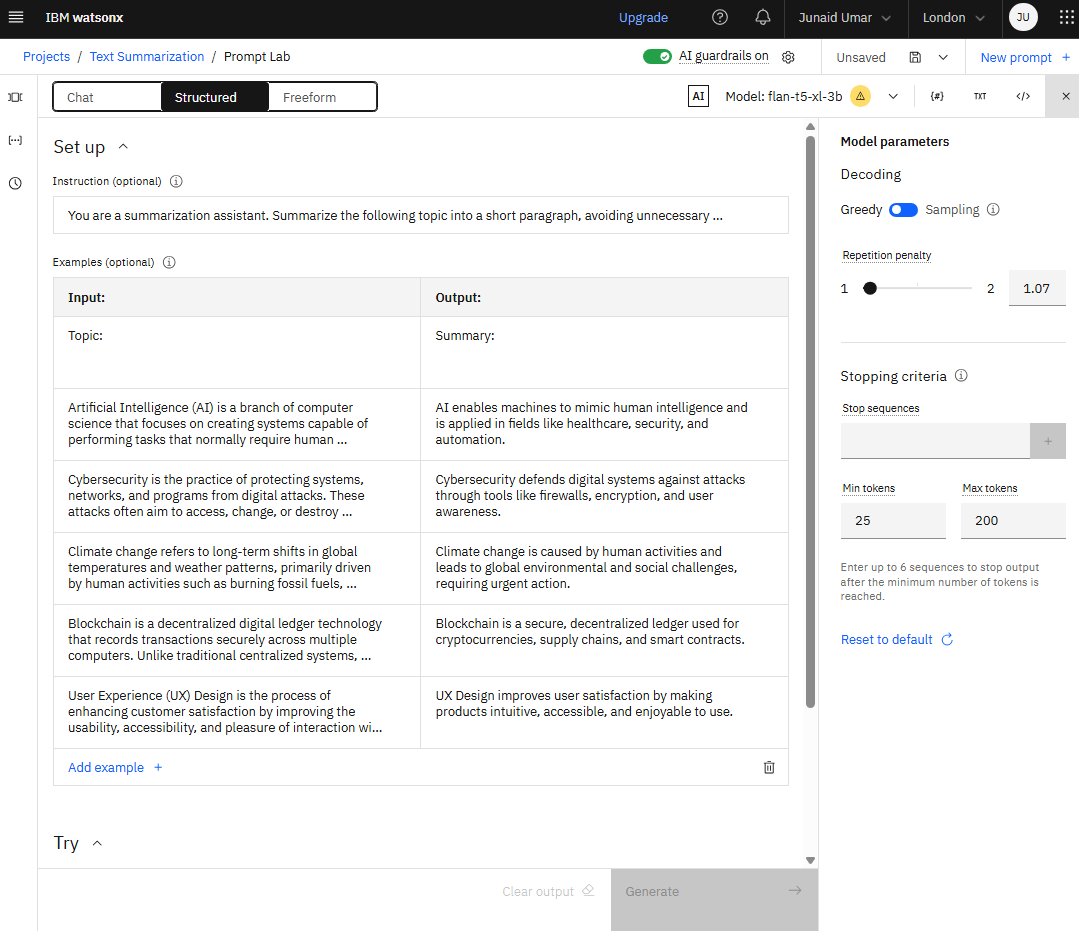 IBM watsonx
Upgrade
Junaid Umar
London
JU
Projects / Text Summarization / Prompt Lab
AI guardrails on
Unsaved
New prompt +
Chat
Structured
Freeform
AI
Model: flan-t5-xl-3b
{#}
TXT
</>
Set up
Instruction (optional)
You are a summarization assistant. Summarize the following topic into a short paragraph, avoiding unnecessary ...
Examples (optional)
Input:
Output:
Topic:
Summary:
Artificial Intelligence (AI) is a branch of computer
science that focuses on creating systems capable of
performing tasks that normally require human ...
AI enables machines to mimic human intelligence and
is applied in fields like healthcare, security, and
automation.
Cybersecurity is the practice of protecting systems,
networks, and programs from digital attacks. These
attacks often aim to access, change, or destroy ...
Cybersecurity defends digital systems against attacks
through tools like firewalls, encryption, and user
awareness.
Climate change refers to long-term shifts in global
temperatures and weather patterns, primarily driven
by human activities such as burning fossil fuels, ...
Climate change is caused by human activities and
leads to global environmental and social challenges,
requiring urgent action.
Blockchain is a decentralized digital ledger technology
that records transactions securely across multiple
computers. Unlike traditional centralized systems, ...
Blockchain is a secure, decentralized ledger used for
cryptocurrencies, supply chains, and smart contracts.
User Experience (UX) Design is the process of
enhancing customer satisfaction by improving the
usability, accessibility, and pleasure of interaction wi...
UX Design improves user satisfaction by making
products intuitive, accessible, and enjoyable to use.
Add example +
Try
Clear output
Generate
Model parameters
Decoding
Greedy
Sampling
Repetition penalty
1
2
1.07
Stopping criteria
Stop sequences
+
Min tokens
Max tokens
25
200
Enter up to 6 sequences to stop output
after the minimum number of tokens is
reached.
Reset to default